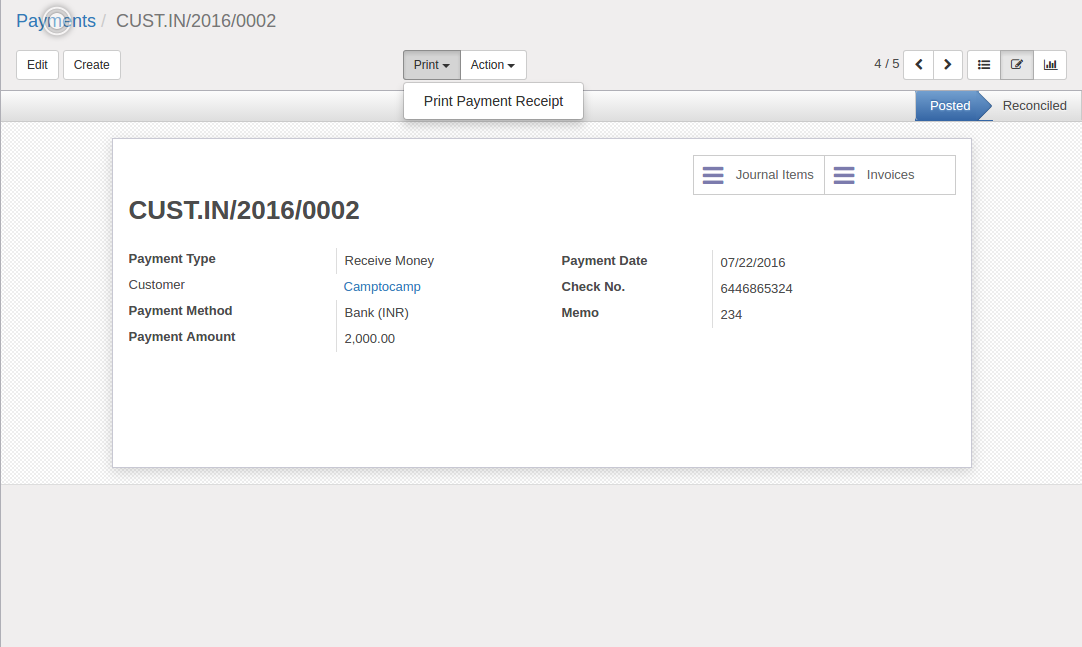 Payments / CUST.IN/2016/0002
Edit Create Print Action 4 / 5
Print Payment Receipt
Posted Reconciled
Journal Items Invoices
CUST.IN/2016/0002
Payment Type Receive Money Payment Date 07/22/2016
Customer Camptocamp Check No. 6446865324
Payment Method Bank (INR) Memo 234
Payment Amount 2,000.00